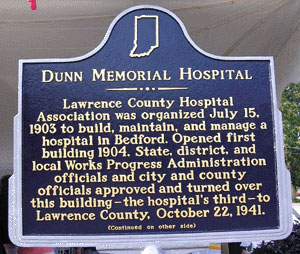 DUNN MEMORIAL HOSPITAL
Lawrence County Hospital
Association was organized July 15,
1903 to build, maintain, and manage a
hospital in Bedford. Opened first
building 1904. State, district, and
local Works Progress Administration
officials and city and county
officials approved and turned over
this building—the hospital's third—to
Lawrence County, October 22, 1941.
(Continued on other side)